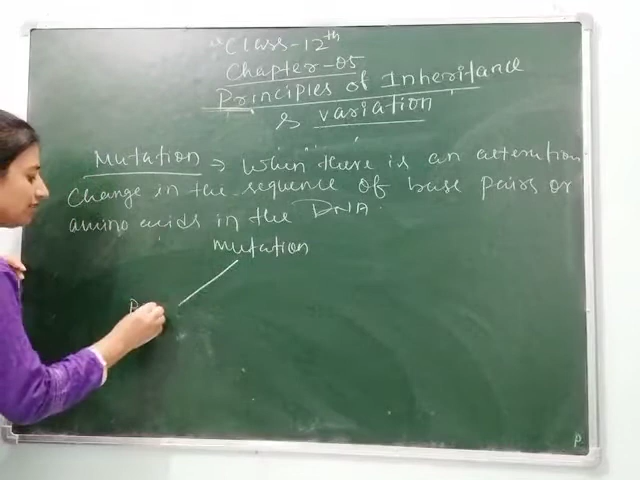 Class-12th
Chapter-05
Principles of Inheritance
& variation
Mutation ⇒ When there is an alteration
Change in the sequence of base pairs or
amino acids in the DNA.
mutation
P